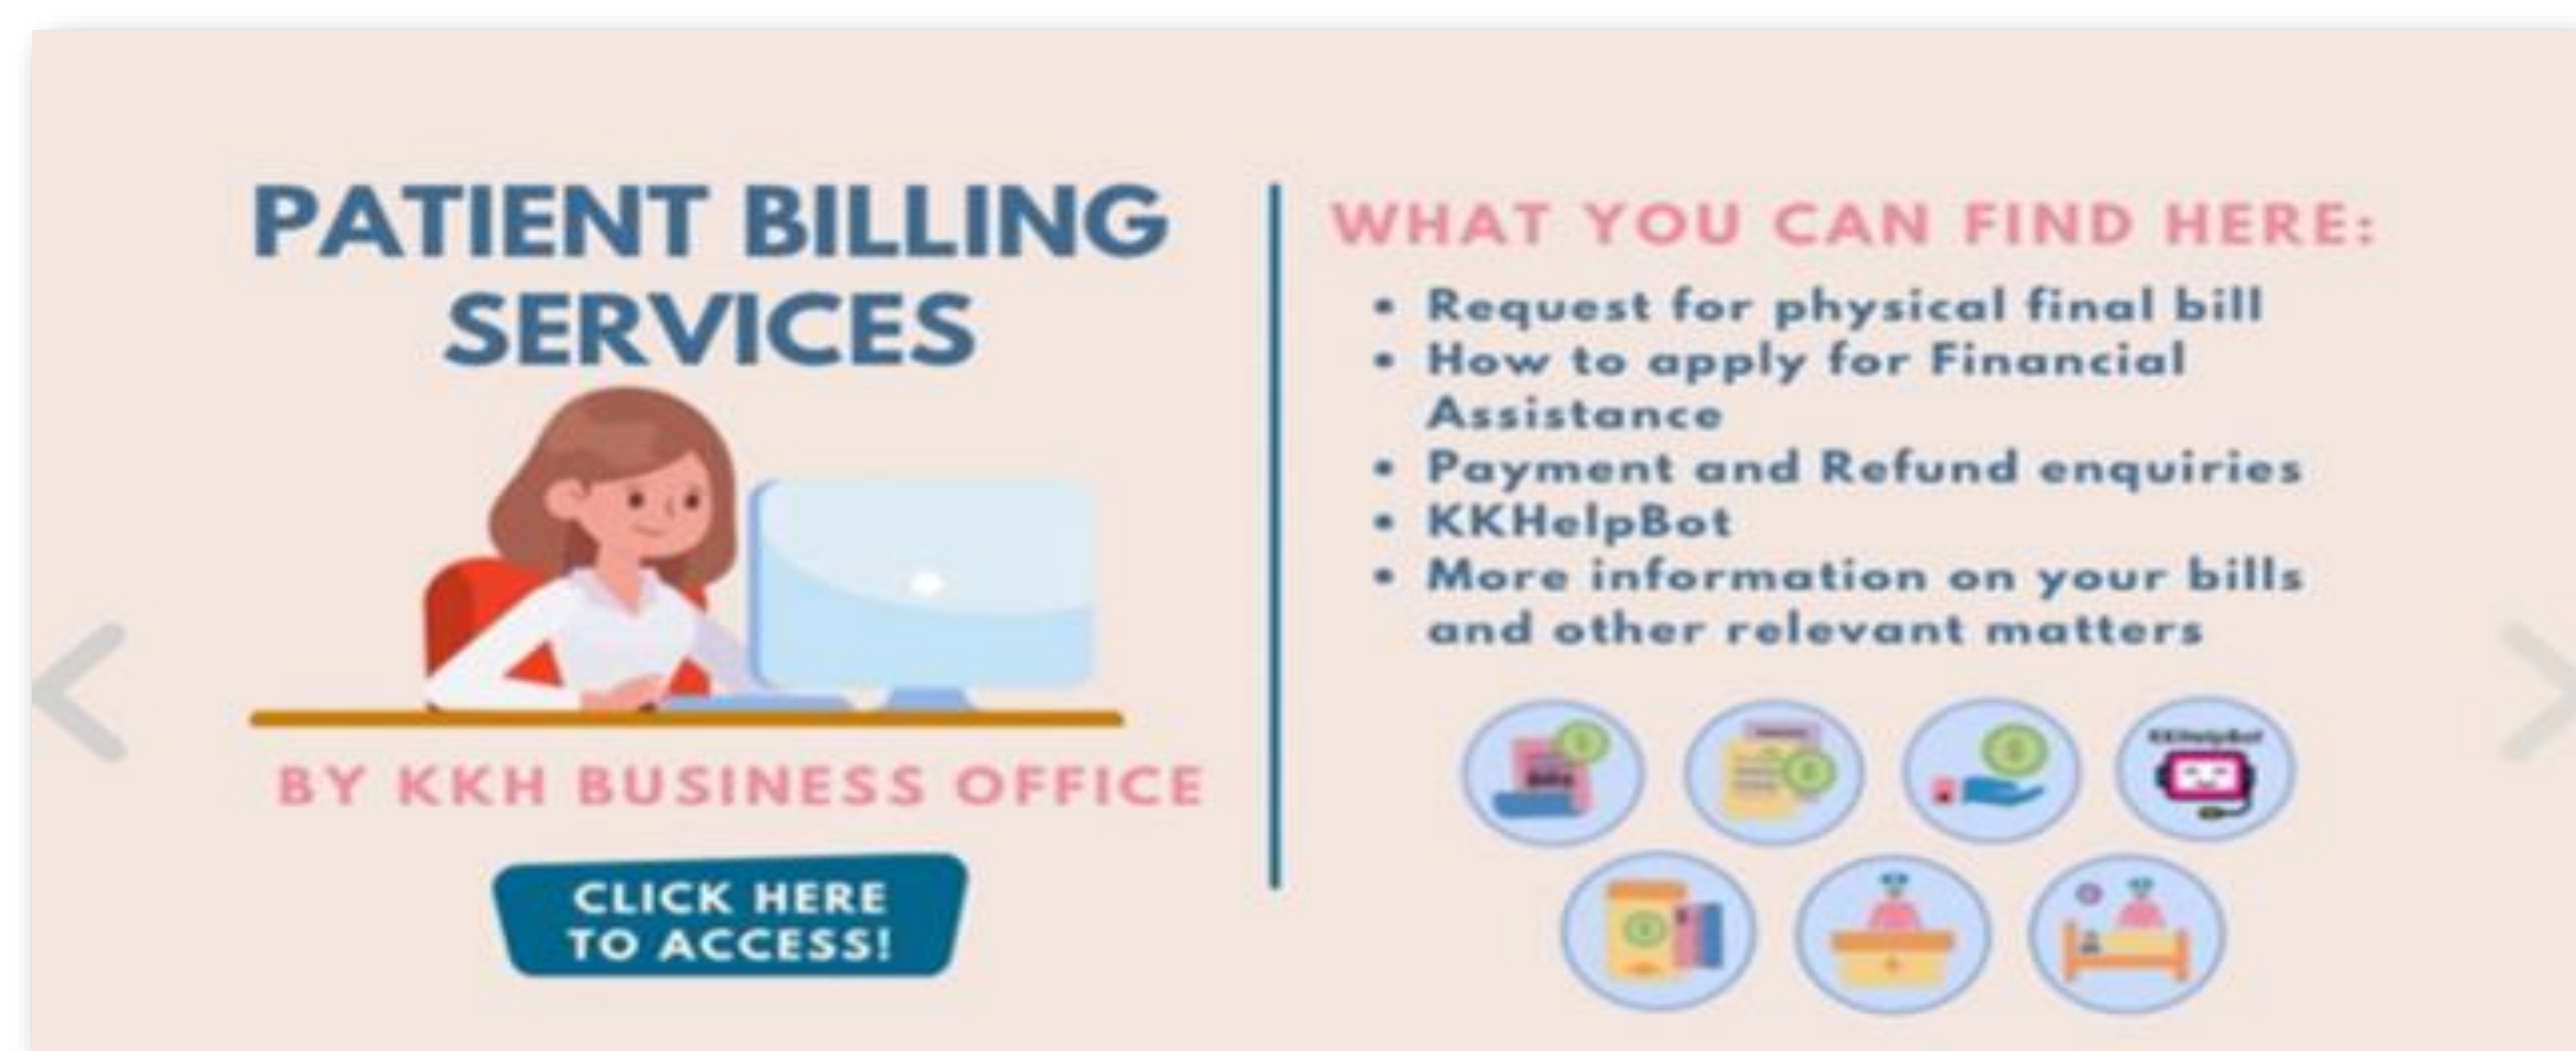 PATIENT BILLING
SERVICES
BY KKH BUSINESS OFFICE
CLICK HERE
TO ACCESS!
WHAT YOU CAN FIND HERE:
• Request for physical final bill
• How to apply for Financial
Assistance
• Payment and Refund enquiries
• KKHelpBot
• More information on your bills
and other relevant matters
KKHelpBot